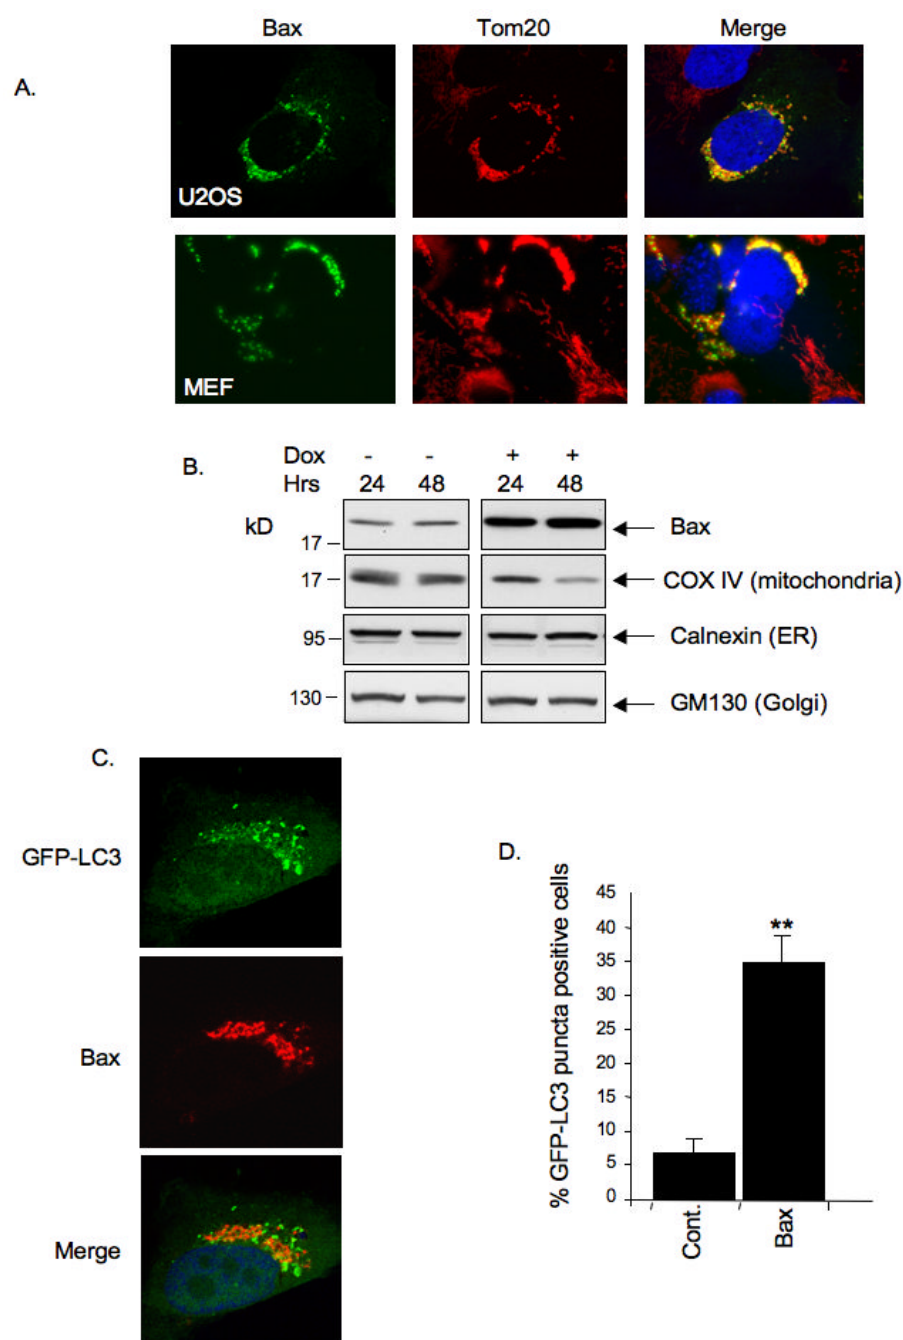 Bax Tom20 Merge
A.
U2OS
MEF
B.
Dox - - + +
Hrs 24 48 24 48
kD
Bax
17
17
COX IV (mitochondria)
95
Calnexin (ER)
130
GM130 (Golgi)
C.
GFP-LC3
Bax
Merge
D.
% GFP-LC3 puncta positive cells
45
40
35
30
25
20
15
10
5
0
**
Cont.
Bax